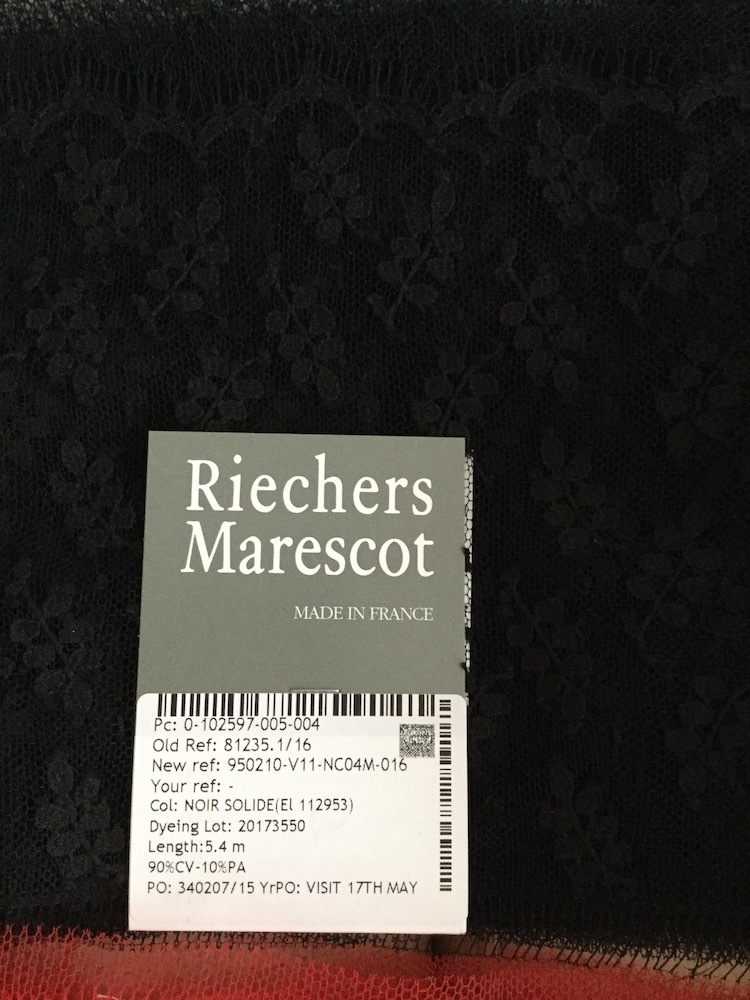 Riechers
Marescot
MADE IN FRANCE
Pc: 0-102597-005-004
Old Ref: 81235.1/16
New ref: 950210-V11-NC04M-016
Your ref: -
Col: NOIR SOLIDE(El 112953)
Dyeing Lot: 20173550
Length:5.4 m
90%CV-10%PA
PO: 340207/15 YrPO: VISIT 17TH MAY